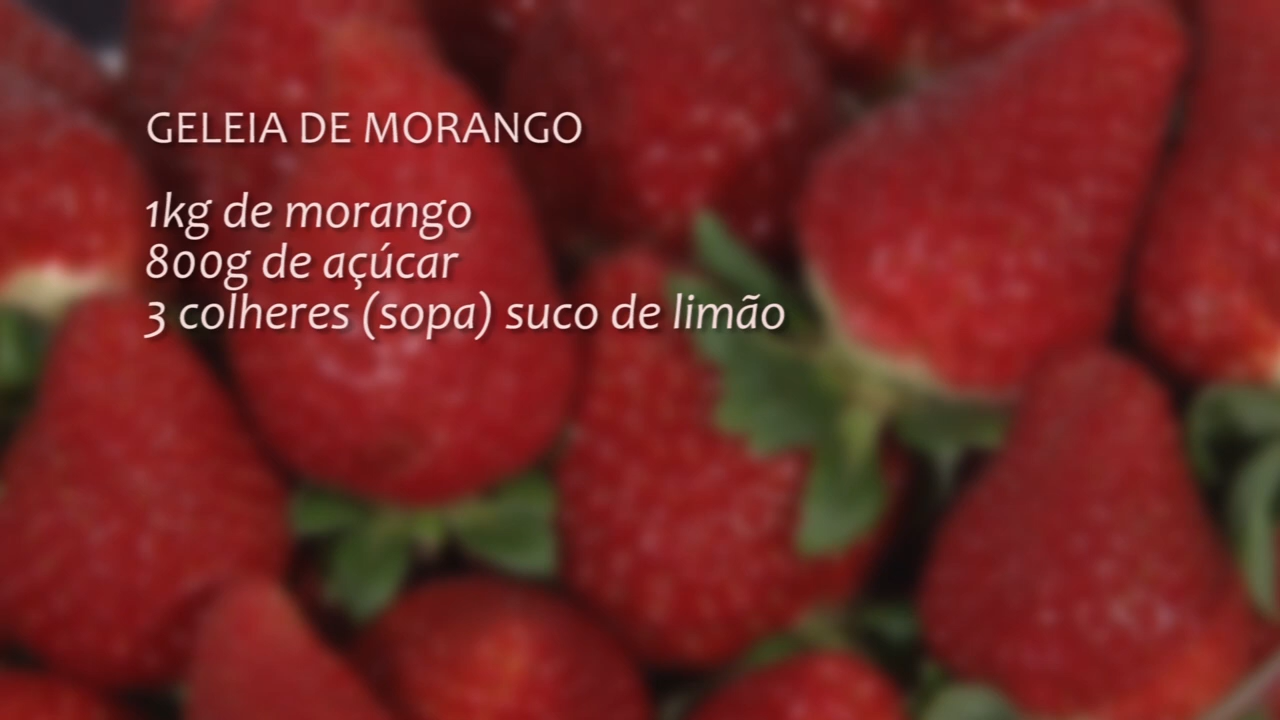 GELEIA DE MORANGO
1kg de morango
800g de açúcar
3 colheres (sopa) suco de limão